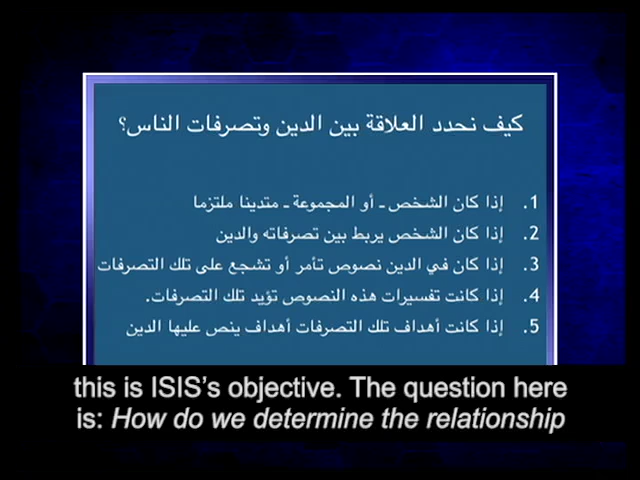 كيف نحدد العلاقة بين الدين وتصرفات الناس؟
1. إذا كان الشخص - أو المجموعة - متدينا ملتزما
2. إذا كان الشخص يربط بين تصرفاته والدين
3. إذا كان في الدين نصوص تأمر أو تشجع على تلك التصرفات
4. إذا كانت تفسيرات هذه النصوص تؤيد تلك التصرفات.
5. إذا كانت أهداف تلك التصرفات أهداف ينص عليها الدين
this is ISIS's objective. The question here
is: How do we determine the relationship